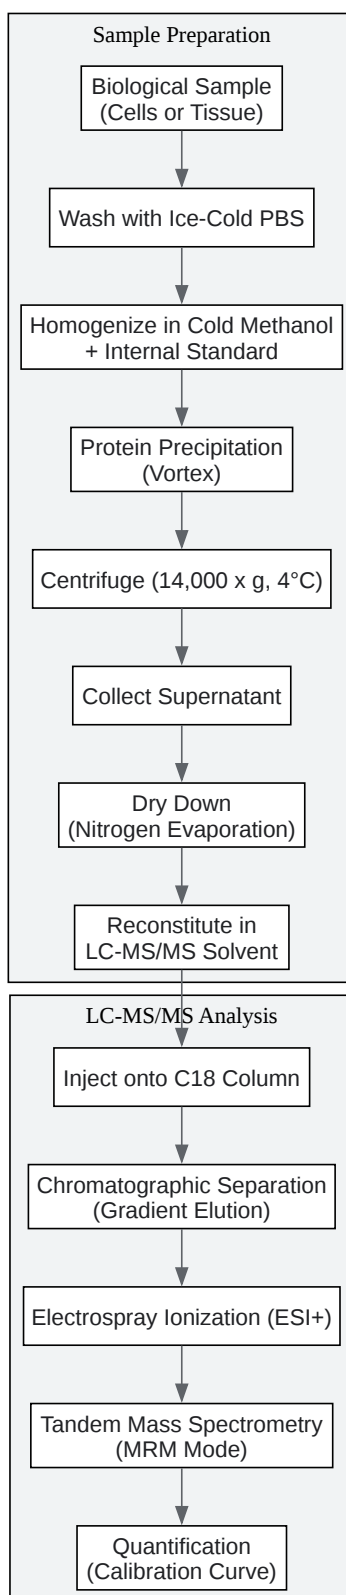 Sample Preparation
Biological Sample
(Cells or Tissue)
Wash with Ice-Cold PBS
Homogenize in Cold Methanol
+ Internal Standard
Protein Precipitation
(Vortex)
Centrifuge (14,000 x g, 4°C)
Collect Supernatant
Dry Down
(Nitrogen Evaporation)
Reconstitute in
LC-MS/MS Solvent
LC-MS/MS Analysis
Inject onto C18 Column
Chromatographic Separation
(Gradient Elution)
Electrospray Ionization (ESI+)
Tandem Mass Spectrometry
(MRM Mode)
Quantification
(Calibration Curve)